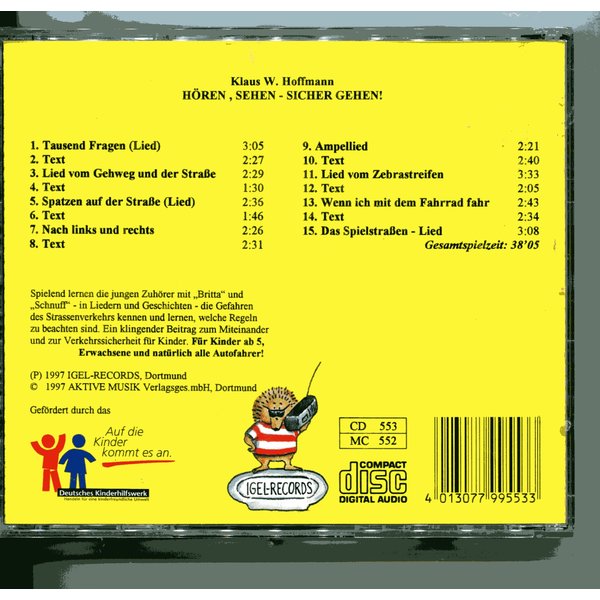 Klaus W. Hoffmann
HÖREN , SEHEN - SICHER GEHEN!
1. Tausend Fragen (Lied) 3:05
2. Text 2:27
3. Lied vom Gehweg und der Straße 2:29
4. Text 1:30
5. Spatzen auf der Straße (Lied) 2:36
6. Text 1:46
7. Nach links und rechts 2:26
8. Text 2:31
9. Ampellied 2:21
10. Text 2:40
11. Lied vom Zebrastreifen 3:33
12. Text 2:05
13. Wenn ich mit dem Fahrrad fahr 2:43
14. Text 2:34
15. Das Spielstraßen - Lied 3:08
Gesamtspielzeit: 38'05
Spielend lernen die jungen Zuhörer mit „Britta" und
„Schnuff" - in Liedern und Geschichten - die Gefahren
des Strassenverkehrs kennen und lernen, welche Regeln
zu beachten sind. Ein klingender Beitrag zum Miteinander
und zur Verkehrssicherheit für Kinder. Für Kinder ab 5,
Erwachsene und natürlich alle Autofahrer!
(P) 1997 IGEL-RECORDS, Dortmund
© 1997 AKTIVE MUSIK Verlagsges.mbH, Dortmund
Gefördert durch das
Auf die
Kinder
kommt es an.
Deutsches Kinderhilfswerk
Handeln für eine kinderfreundliche Umwelt
IGEL-RECORDS
CD 553
MC 552
COMPACT
disc
DIGITAL AUDIO
4 013077 995533